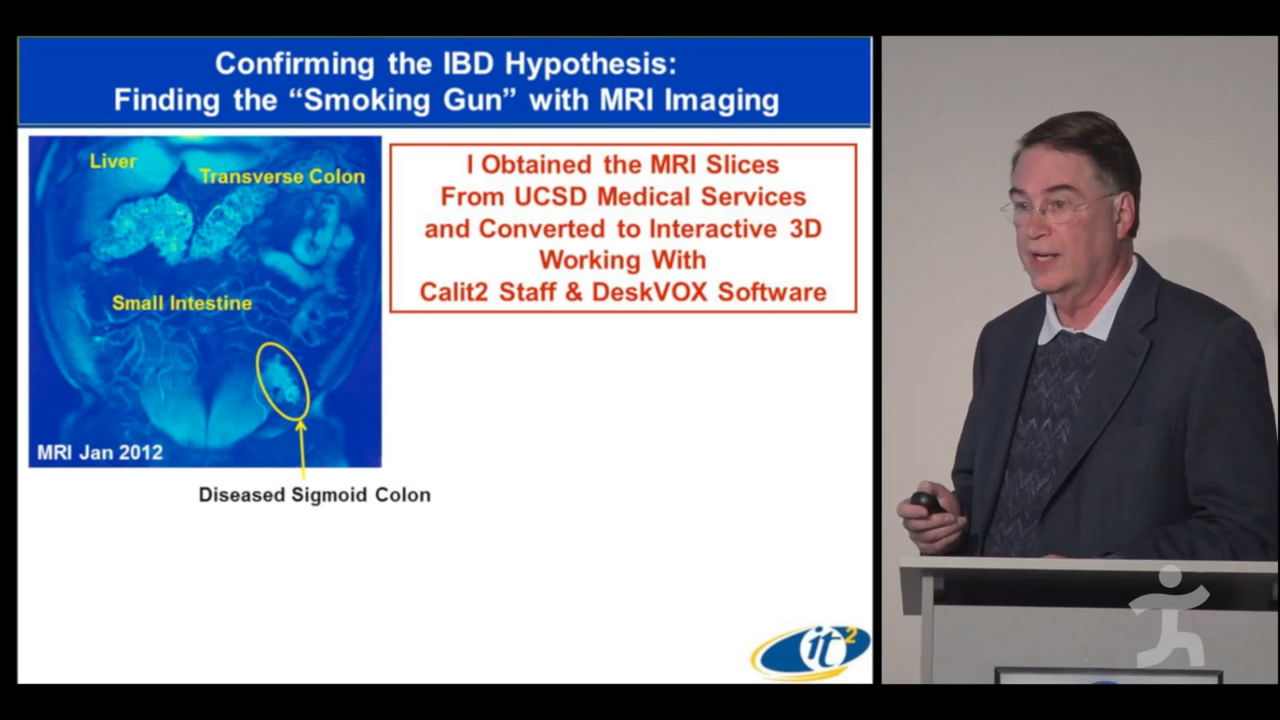 Confirming the IBD Hypothesis:
Finding the “Smoking Gun” with MRI Imaging
Liver
Transverse Colon
Small Intestine
MRI Jan 2012
Diseased Sigmoid Colon
I Obtained the MRI Slices
From UCSD Medical Services
and Converted to Interactive 3D
Working With
Calit2 Staff & DeskVOX Software
it2